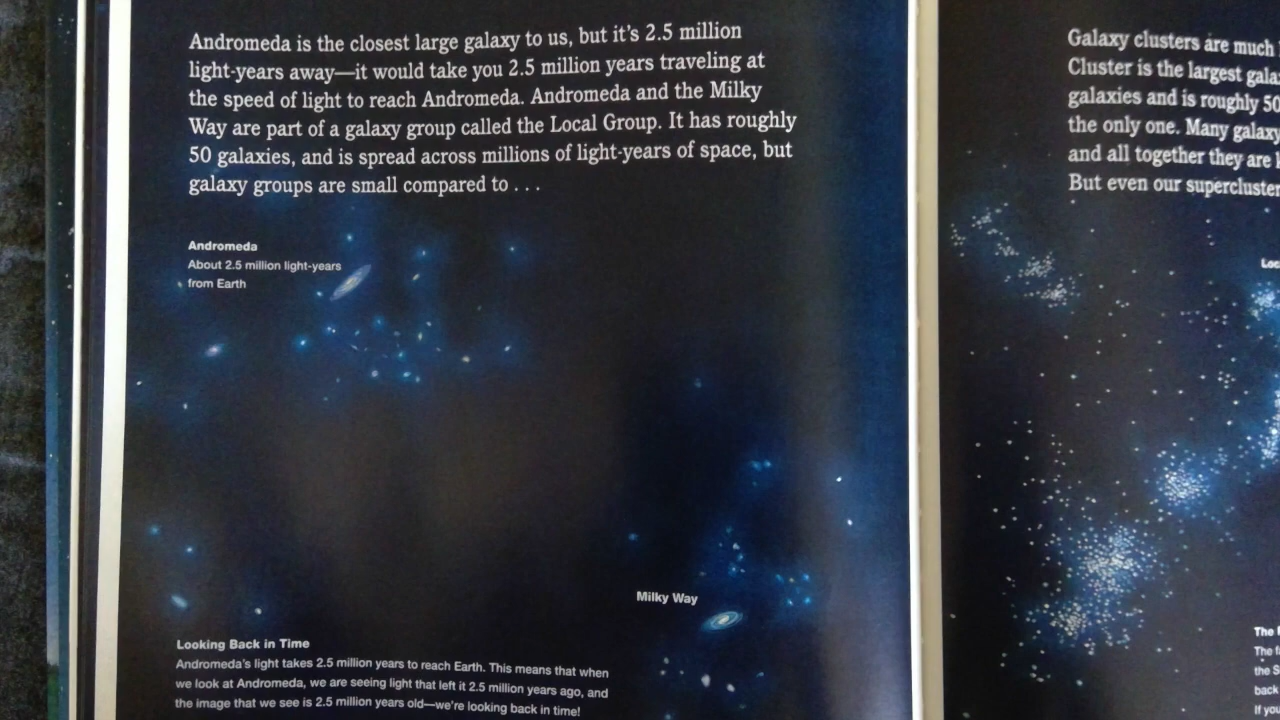 Andromeda is the closest large galaxy to us, but it's 2.5 million
light-years away—it would take you 2.5 million years traveling at
the speed of light to reach Andromeda. Andromeda and the Milky
Way are part of a galaxy group called the Local Group. It has roughly
50 galaxies, and is spread across millions of light-years of space, but
galaxy groups are small compared to . . .
Andromeda
About 2.5 million light-years
from Earth
Milky Way
Looking Back in Time
Andromeda's light takes 2.5 million years to reach Earth. This means that when
we look at Andromeda, we are seeing light that left it 2.5 million years ago, and
the image that we see is 2.5 million years old—we're looking back in time!
Galaxy clusters are much
Cluster is the largest
galaxies and is roughly 50
the only one. Many galaxy
and all together they are
But even our supercluster
The
The
the
back
If you